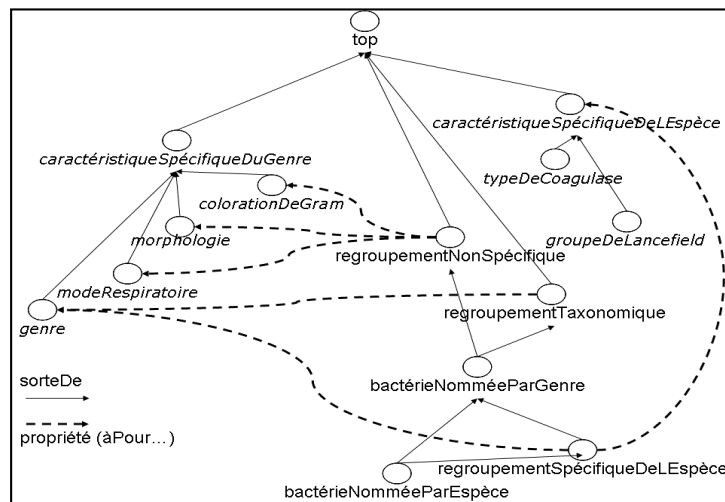 top
caractéristiqueSpécifiqueDeLEspèce
caractéristiqueSpécifiqueDuGenre
typeDeCoagulase
colorationDeGram
groupeDeLancefield
morphologie
regroupementNonSpécifique
modeRespiratoire
regroupementTaxonomique
genre
sorteDe
bactérieNomméeParGenre
propriété (àPour...)
regroupementSpécifiqueDeLEspèce
bactérieNomméeParEspèce